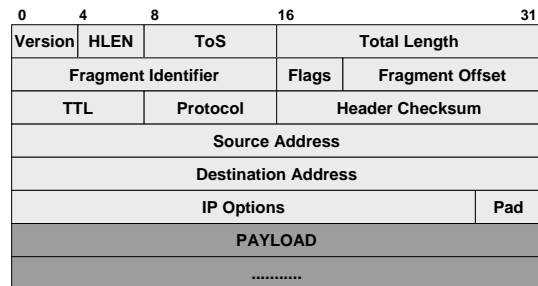 0 4 8 16 31
Version HLEN ToS Total Length
Fragment Identifier Flags Fragment Offset
TTL Protocol Header Checksum
Source Address
Destination Address
IP Options Pad
PAYLOAD
...........